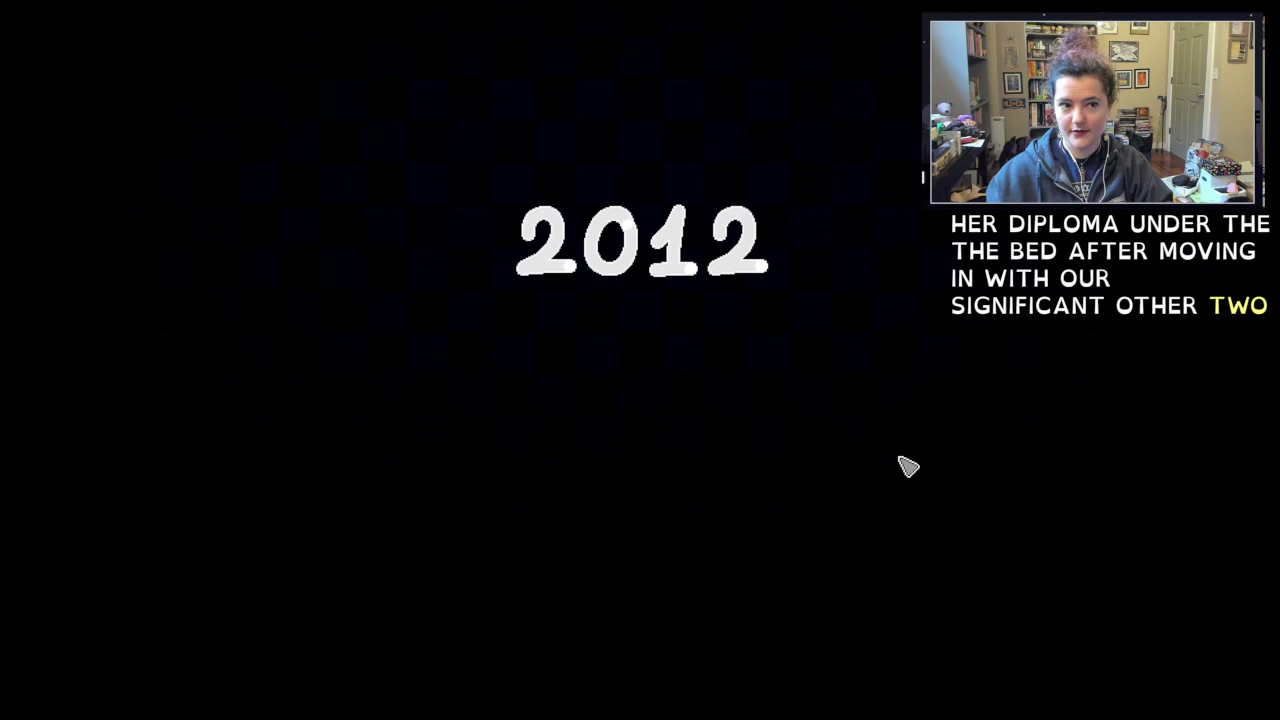 2012
HER DIPLOMA UNDER THE
THE BED AFTER MOVING
IN WITH OUR
SIGNIFICANT OTHER TWO